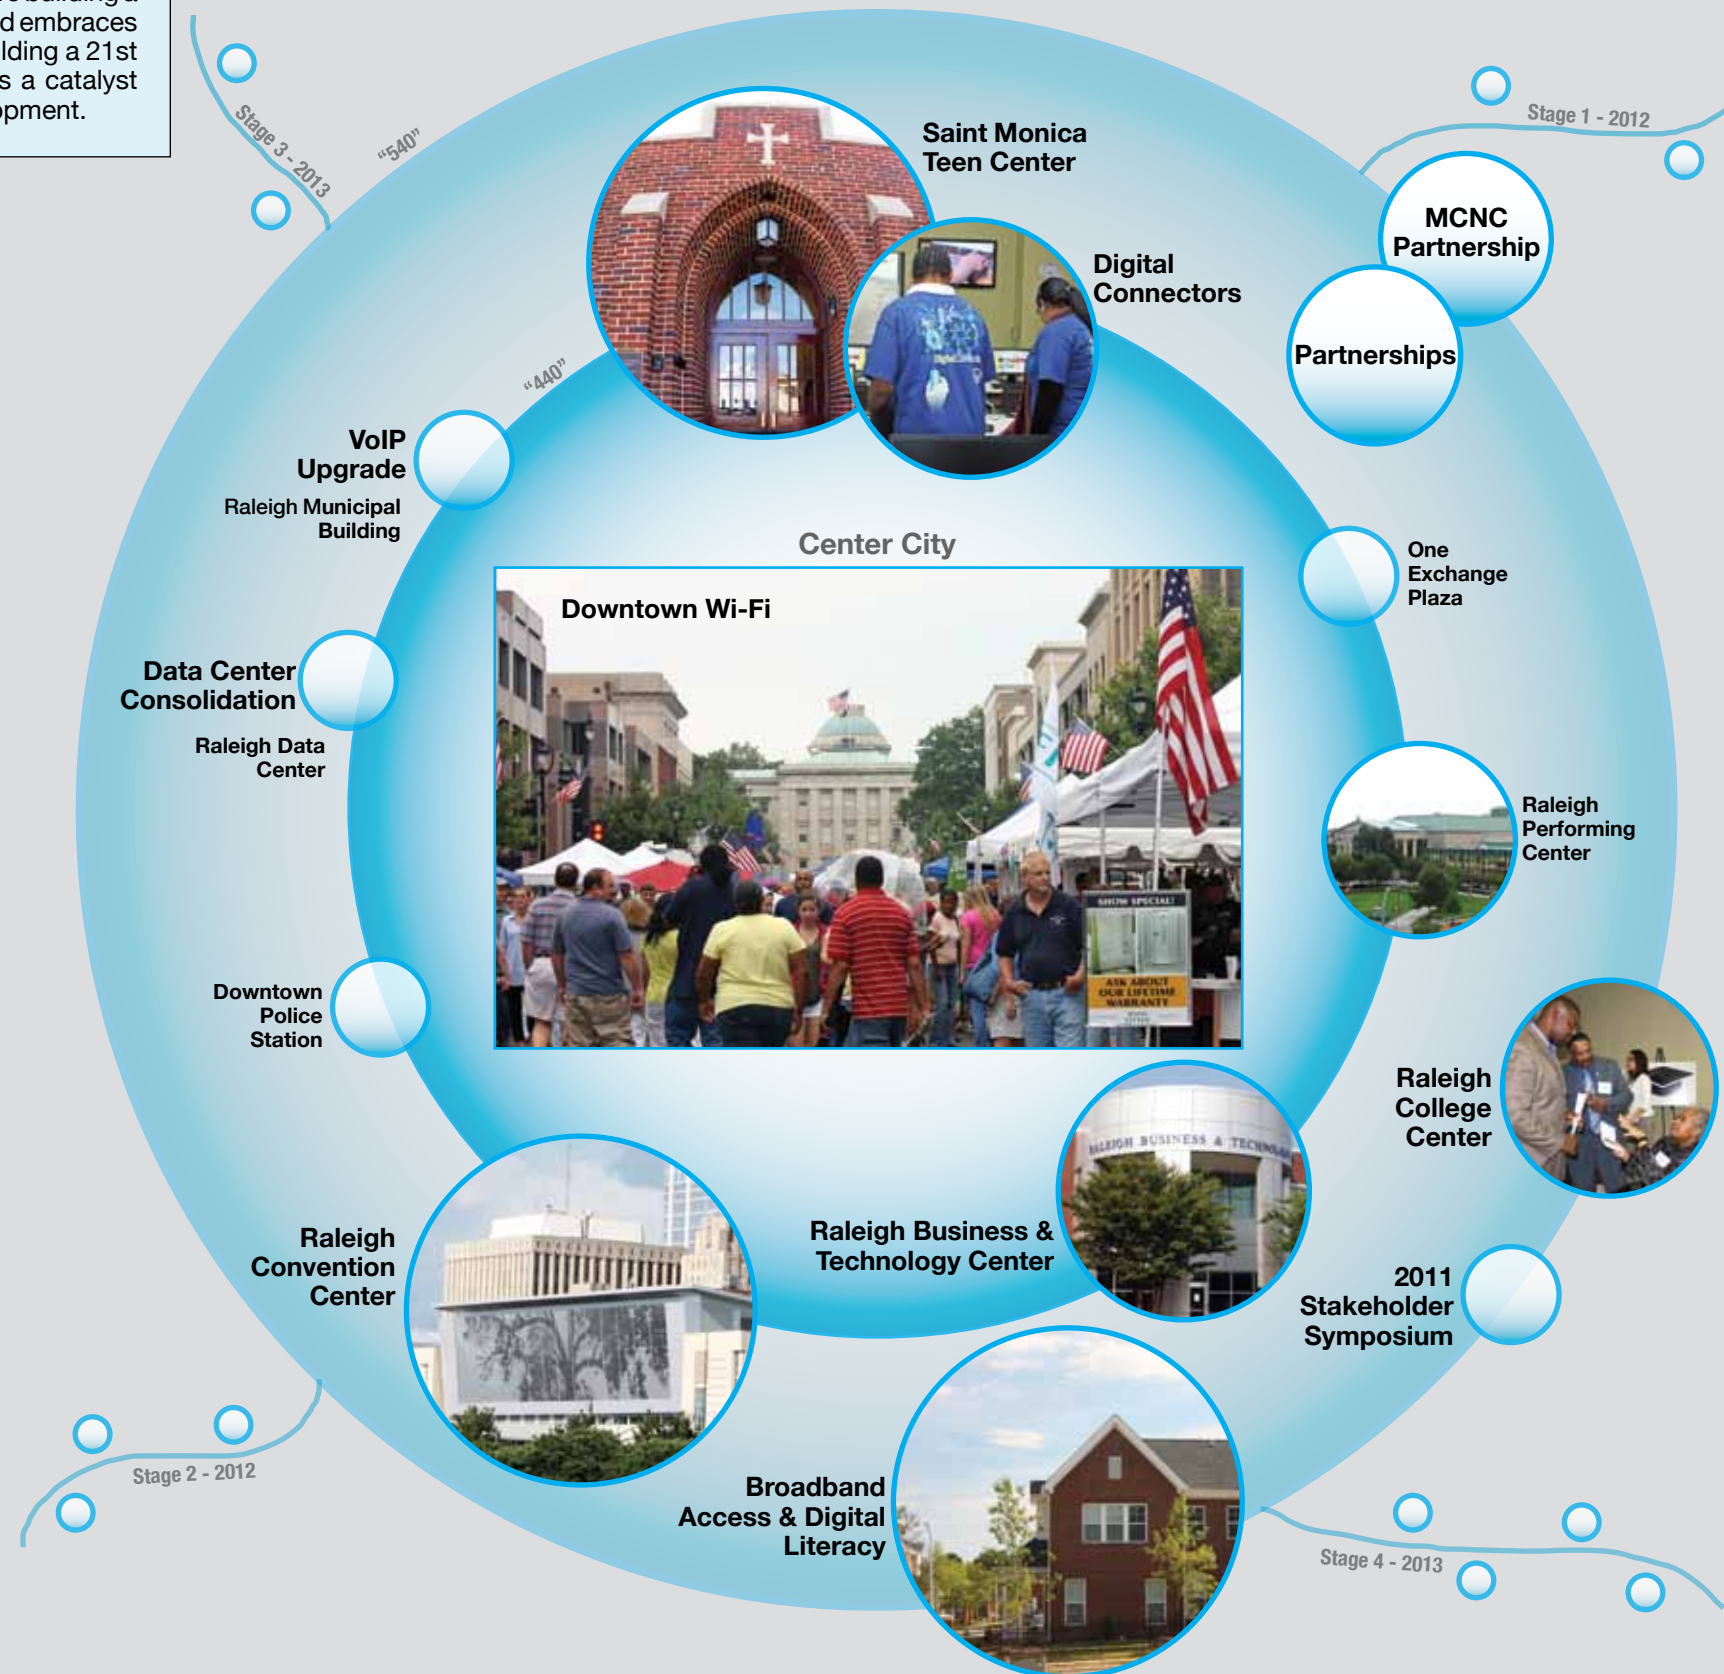 building a
d embraces
lding a 21st
s a catalyst
opment.
Stage 3 - 2013
"540"
"440"
Saint Monica
Teen Center
Digital
Connectors
Stage 1 - 2012
MCNC
Partnership
Partnerships
VoIP
Upgrade
Raleigh Municipal
Building
Center City
Downtown Wi-Fi
One
Exchange
Plaza
Data Center
Consolidation
Raleigh Data
Center
Raleigh
Performing
Center
SHOW SPECIAL!
ASK ABOUT
OUR LIFETIME
WARRANTY
Downtown
Police
Station
Raleigh
College
Center
RALEIGH BUSINESS & TECHNOLO
Raleigh Business &
Technology Center
Raleigh
Convention
Center
2011
Stakeholder
Symposium
Stage 2 - 2012
Broadband
Access & Digital
Literacy
Stage 4 - 2013